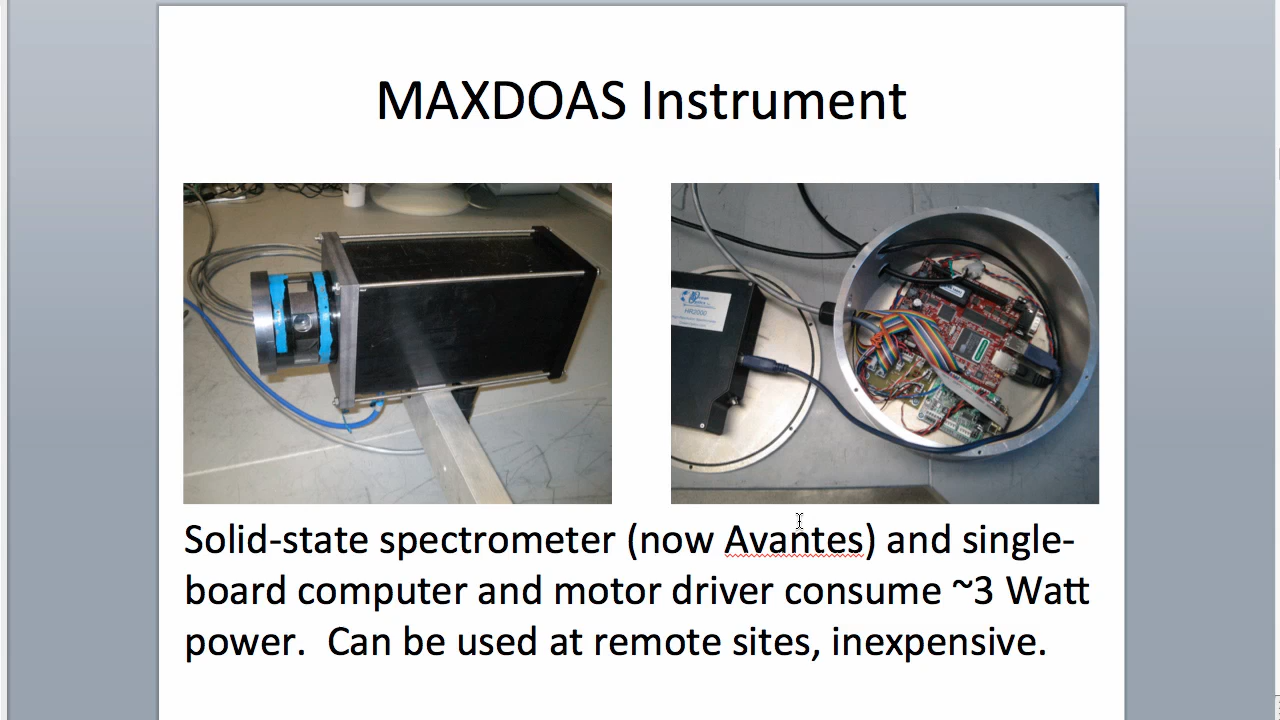 MAXDOAS Instrument
HR2000
Solid-state spectrometer (now Avantes) and single-
board computer and motor driver consume ~3 Watt
power.  Can be used at remote sites, inexpensive.